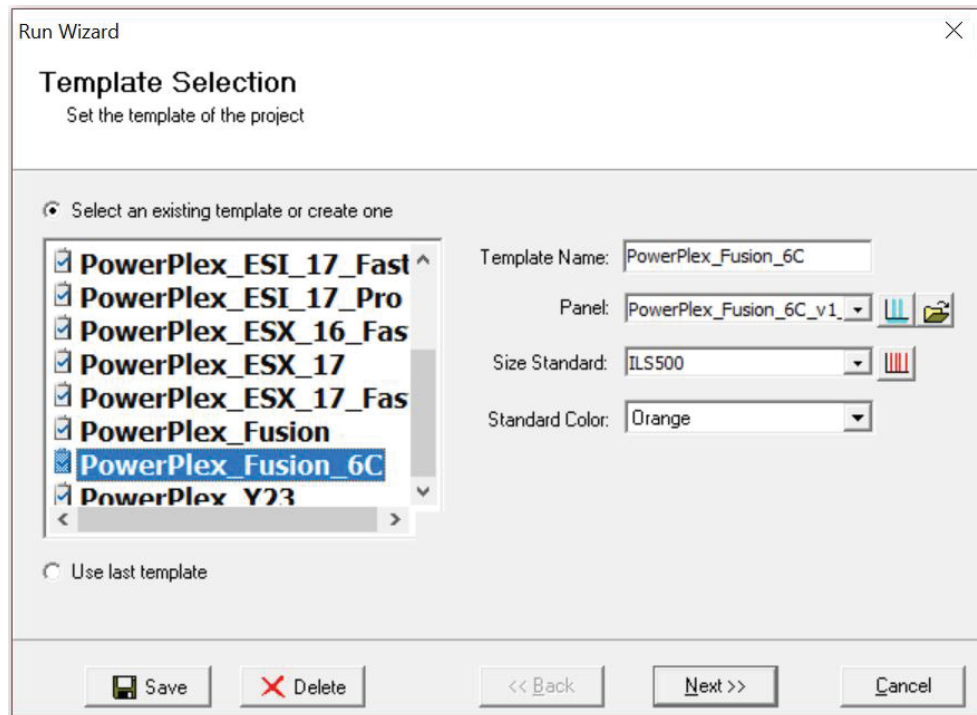 Run Wizard
Template Selection
Set the template of the project
Select an existing template or create one
PowerPlex_ESI_17_Fast
PowerPlex_ESI_17_Pro
PowerPlex_ESX_16_Fas
PowerPlex_ESX_17
PowerPlex_ESX_17_Fas
PowerPlex_Fusion
PowerPlex_Fusion_6C
PowerPlex_Y23
Template Name: PowerPlex_Fusion_6C
Panel: PowerPlex_Fusion_6C_v1_
Size Standard: ILS500
Standard Color: Orange
Use last template
Save Delete << Back Next >> Cancel